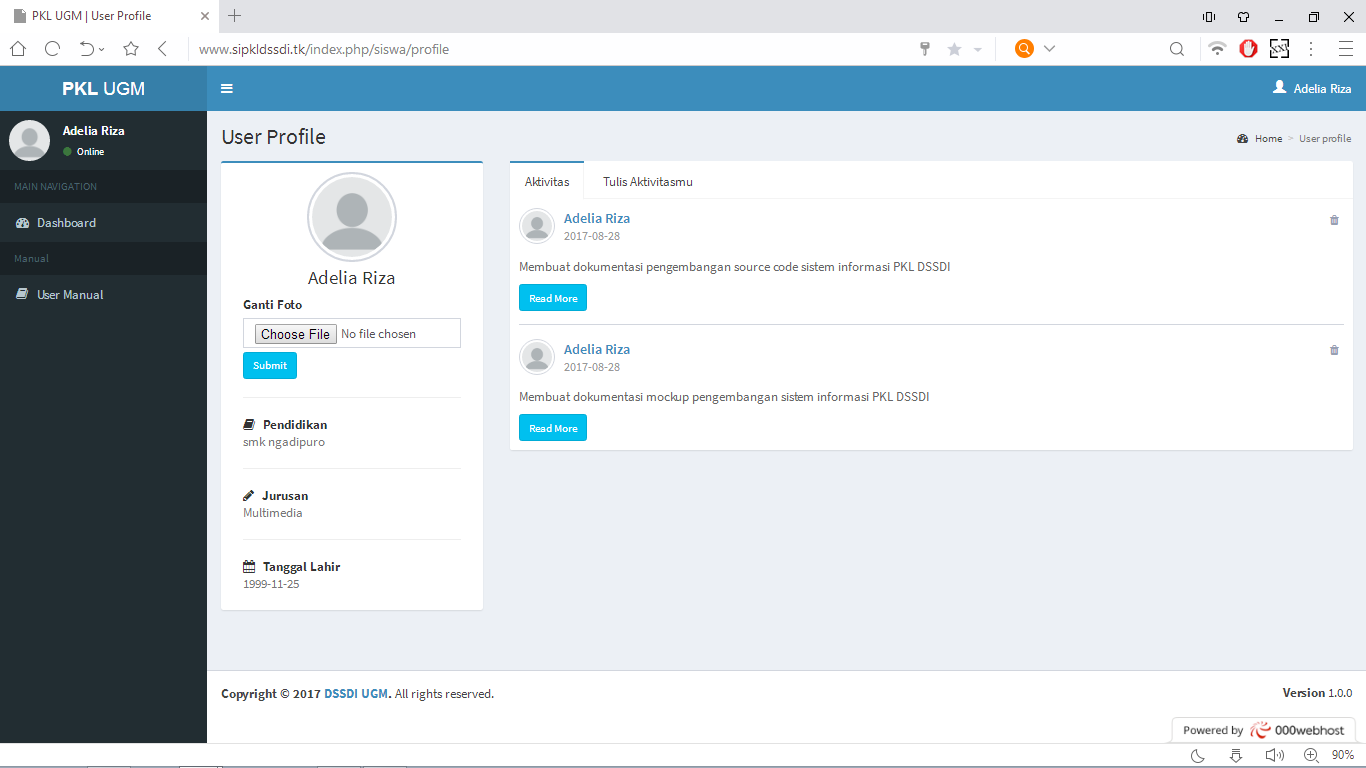 PKL UGM | User Profile
www.sipkldssdi.tk/index.php/siswa/profile
PKL UGM
Adelia Riza
Adelia Riza
Online
MAIN NAVIGATION
Dashboard
Manual
User Manual
User Profile
Home > User profile
Adelia Riza
Ganti Foto
Choose File No file chosen
Submit
Pendidikan
smk ngadipuro
Jurusan
Multimedia
Tanggal Lahir
1999-11-25
Aktivitas Tulis Aktivitasmu
Adelia Riza
2017-08-28
Membuat dokumentasi pengembangan source code sistem informasi PKL DSSDI
Read More
Adelia Riza
2017-08-28
Membuat dokumentasi mockup pengembangan sistem informasi PKL DSSDI
Read More
Copyright © 2017 DSSDI UGM. All rights reserved.
Version 1.0.0
Powered by 000webhost
90%